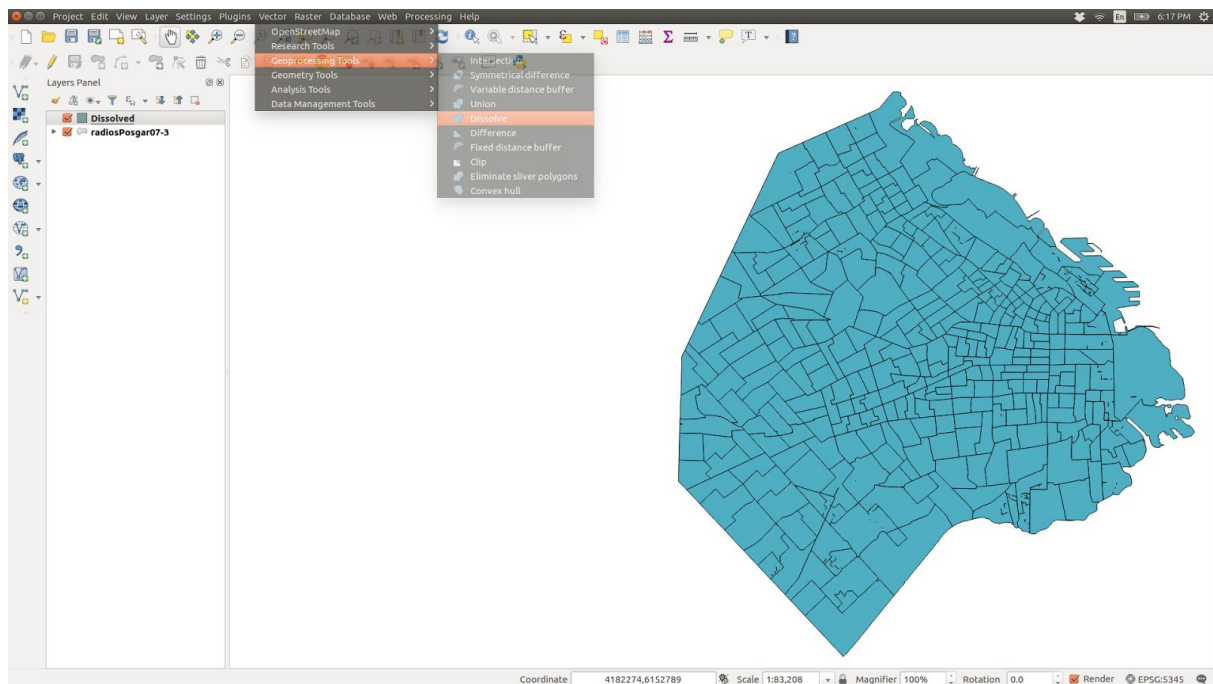 Project Edit View Layer Settings Plugins Vector Raster Database Web Processing Help
En 6:17 PM
OpenStreetMap
Research Tools
Geoprocessing Tools
Geometry Tools
Analysis Tools
Data Management Tools
Intersection
Symmetrical difference
Variable distance buffer
Union
Dissolve
Difference
Fixed distance buffer
Clip
Eliminate sliver polygons
Convex hull
Layers Panel
Dissolved
radiosPosgar07-3
Coordinate 4182274,6152789 Scale 1:83,208 Magnifier 100% Rotation 0.0 Render EPSG:5345